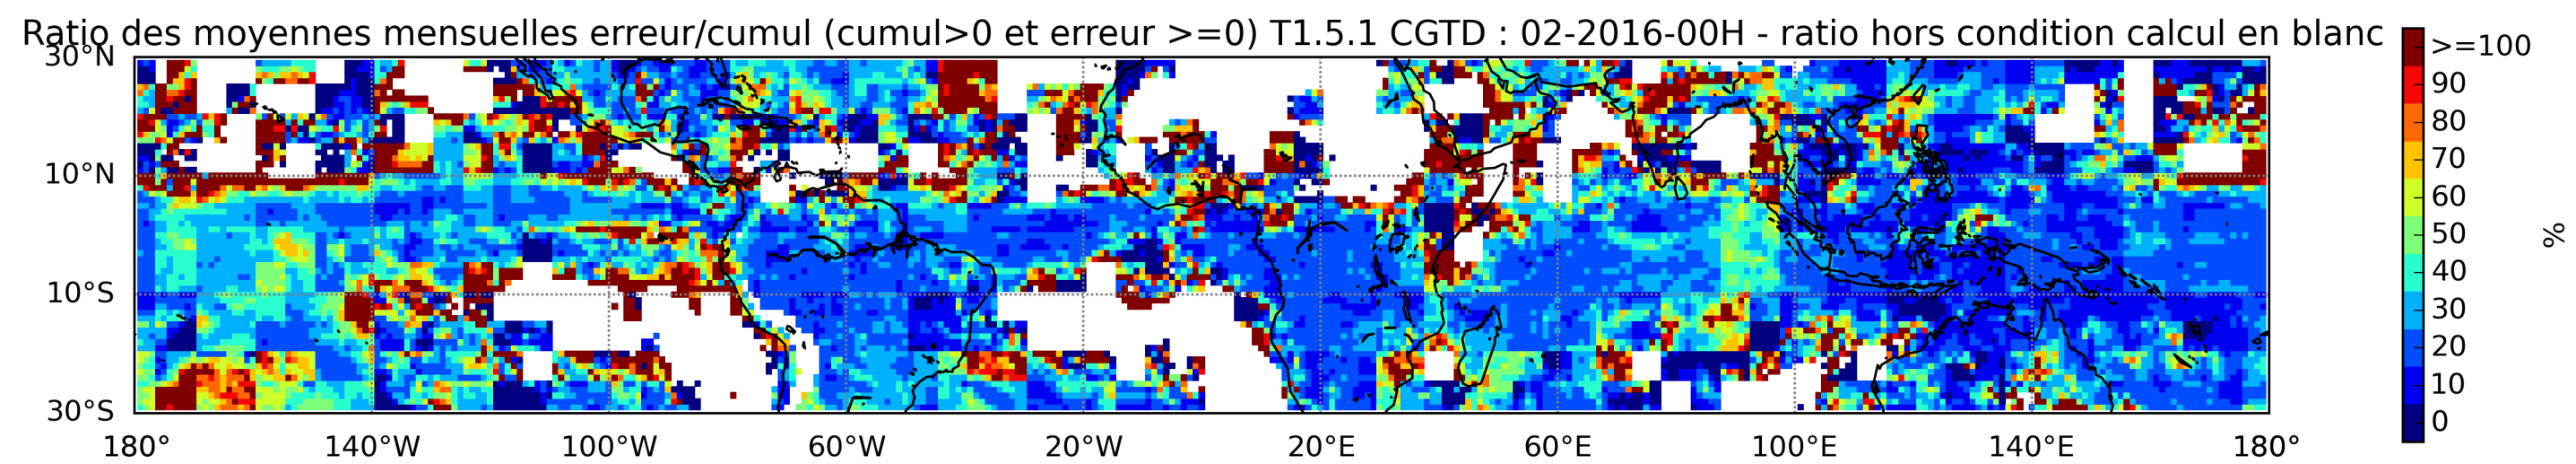 Ratio des moyennes mensuelles erreur/cumul (cumul>0 et erreur >=0) T1.5.1 CGTD : 02-2016-00H - ratio hors condition calcul en blanc
30°N
10°N
10°S
30°S
180°
140°W
100°W
60°W
20°W
20°E
60°E
100°E
140°E
180°
>=100
90
80
70
60
50
40
30
20
10
0
%